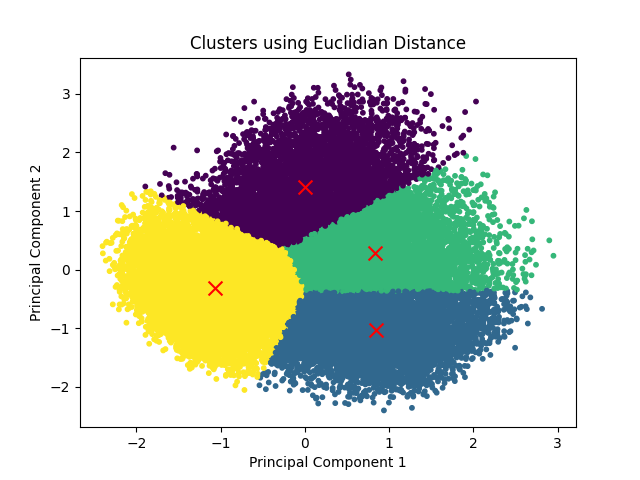 Clusters using Euclidian Distance
Principal Component 2
3
2
1
0
−1
−2
−2 −1 0 1 2 3
Principal Component 1